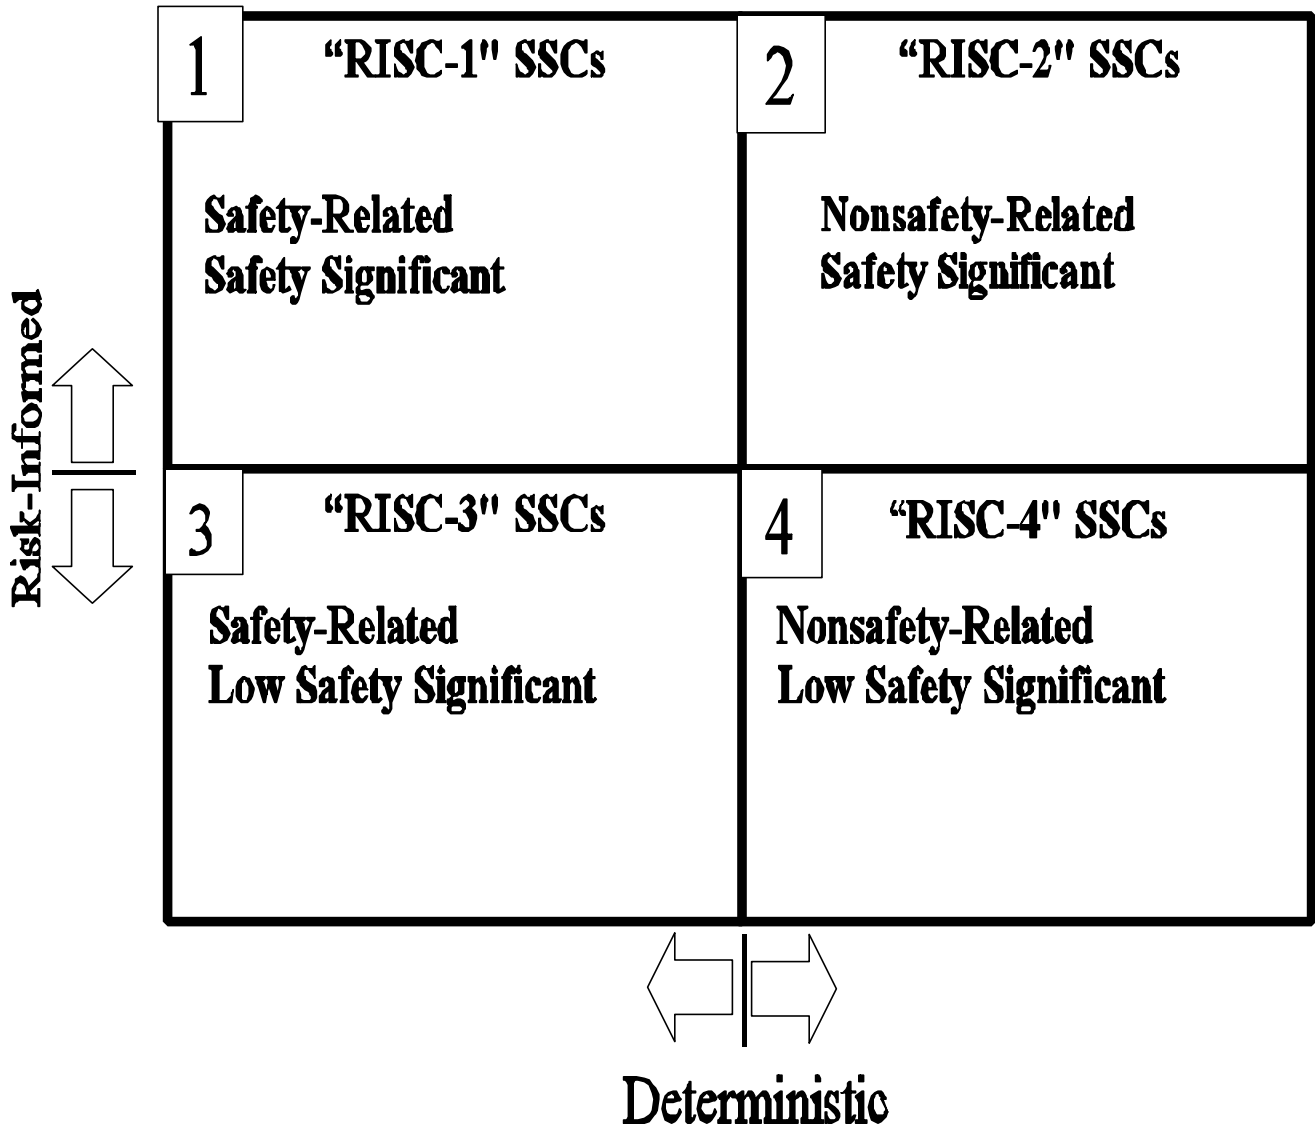 1
“RISC-1" SSCs
Safety-Related
Safety Significant
2
“RISC-2" SSCs
Nonsafety-Related
Safety Significant
Risk-Informed
3
“RISC-3" SSCs
Safety-Related
Low Safety Significant
4
“RISC-4" SSCs
Nonsafety-Related
Low Safety Significant
Deterministic